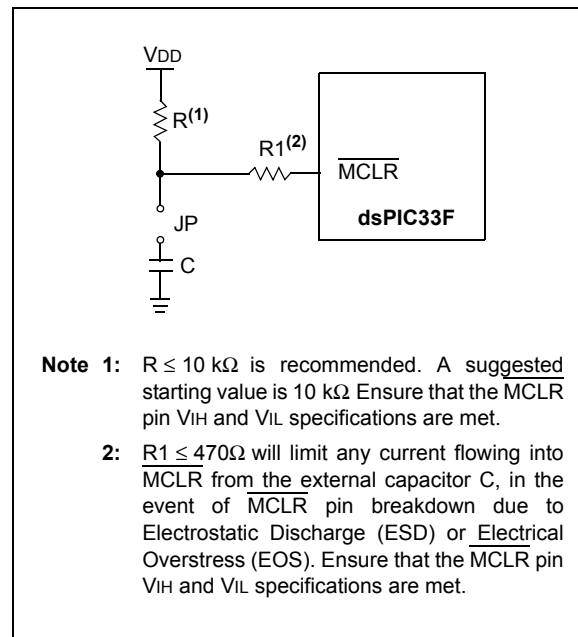 VDD
R(1)
R1(2)
MCLR
dsPIC33F
JP
C
Note 1: R ≤ 10 kΩ is recommended. A suggested
starting value is 10 kΩ Ensure that the MCLR
pin VIH and VIL specifications are met.
2: R1 ≤ 470Ω will limit any current flowing into
MCLR from the external capacitor C, in the
event of MCLR pin breakdown due to
Electrostatic Discharge (ESD) or Electrical
Overstress (EOS). Ensure that the MCLR pin
VIH and VIL specifications are met.